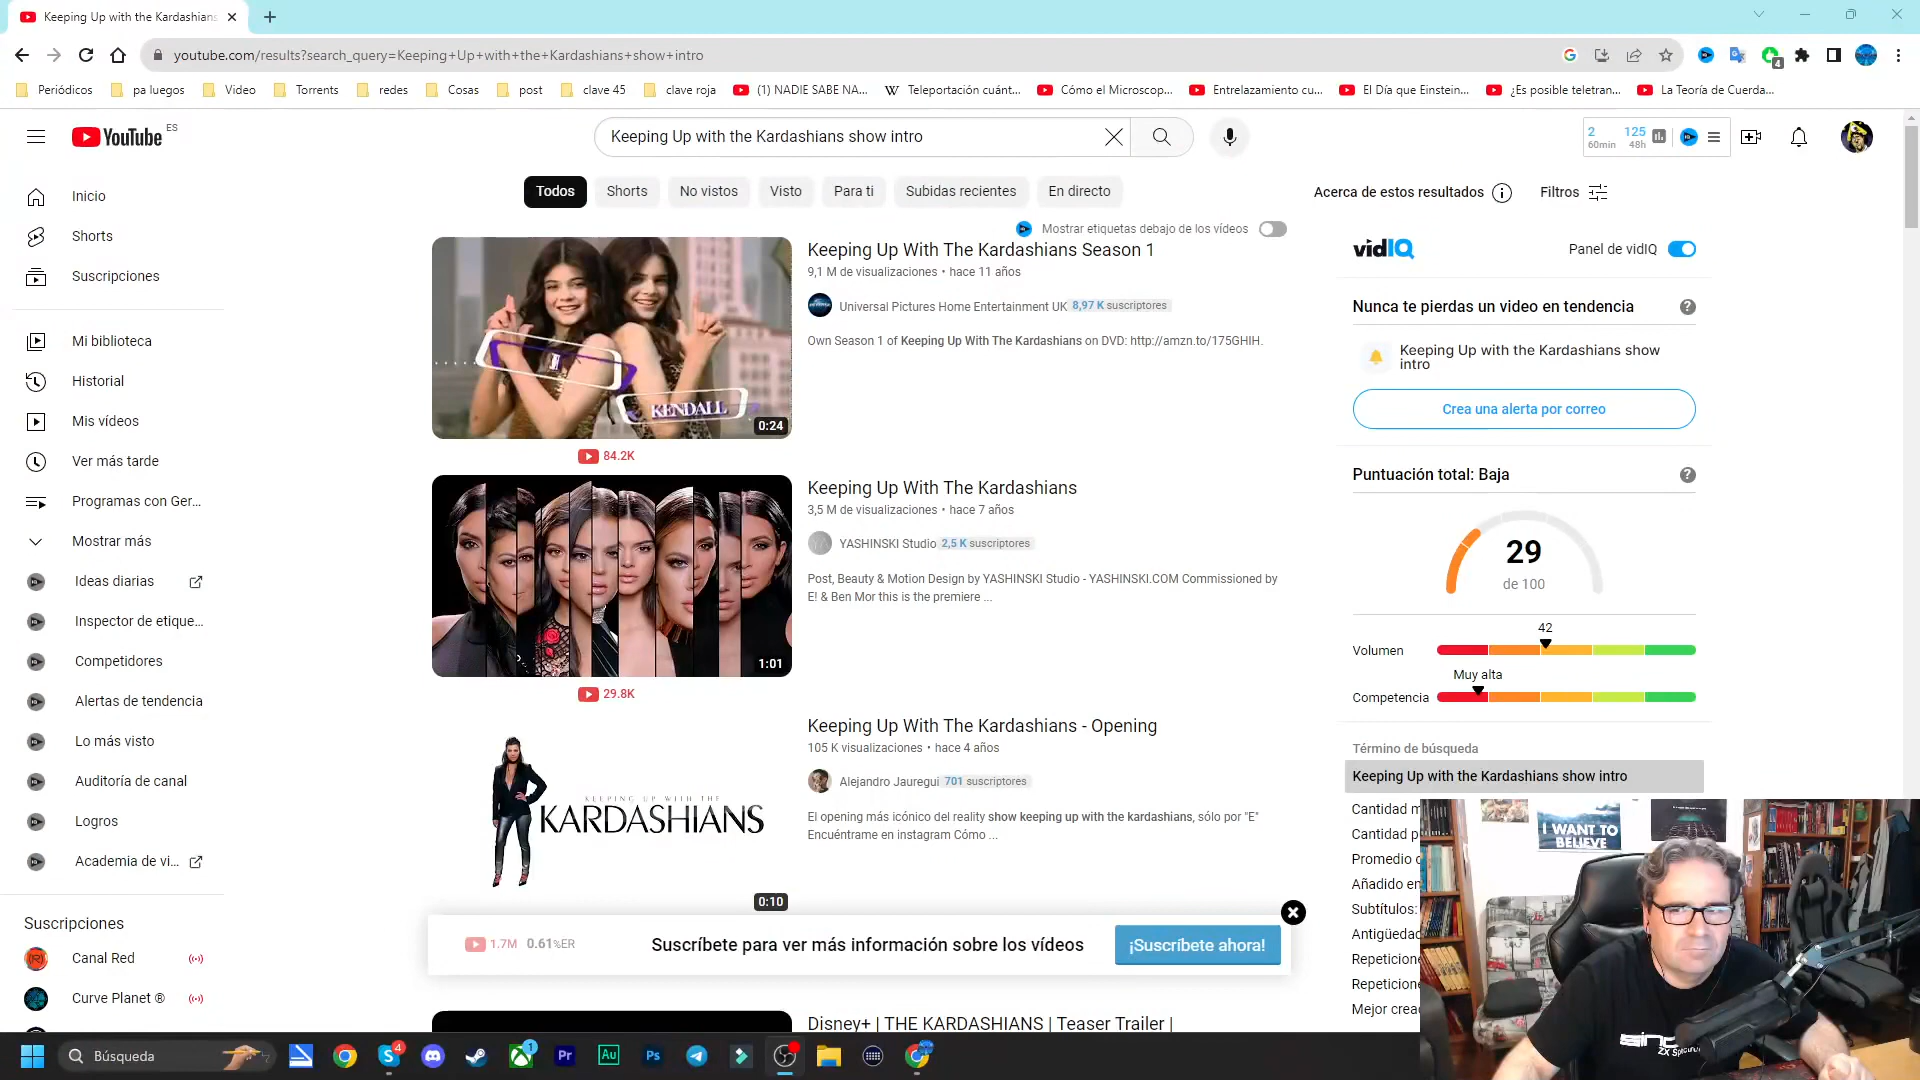 Keeping Up with the Kardashians
youtube.com/results?search_query=Keeping+Up+with+the+Kardashians+show+intro
4
Periódicos
pa luegos
Video
Torrents
redes
Cosas
post
clave 45
clave roja
(1) NADIE SABE NA...
Teleportación cuánt...
Cómo el Microscop...
Entrelazamiento cu...
El Día que Einstein...
¿Es posible teletran...
La Teoría de Cuerda...
YouTube ES
Keeping Up with the Kardashians show intro
2
60min
125
48h
Inicio
Shorts
Suscripciones
Mi biblioteca
Historial
Mis vídeos
Ver más tarde
Programas con Ger...
Mostrar más
Ideas diarias
Inspector de etique...
Competidores
Alertas de tendencia
Lo más visto
Auditoría de canal
Logros
Academia de vi...
Suscripciones
Canal Red
Curve Planet ®
Todos
Shorts
No vistos
Visto
Para ti
Subidas recientes
En directo
Acerca de estos resultados
Filtros
Mostrar etiquetas debajo de los vídeos
KENDALL
0:24
84.2K
Keeping Up With The Kardashians Season 1
9,1 M de visualizaciones • hace 11 años
Universal Pictures Home Entertainment UK 8,97 K suscriptores
Own Season 1 of Keeping Up With The Kardashians on DVD: http://amzn.to/175GHIH.
1:01
29.8K
Keeping Up With The Kardashians
3,5 M de visualizaciones • hace 7 años
YASHINSKI Studio 2,5 K suscriptores
Post, Beauty & Motion Design by YASHINSKI Studio - YASHINSKI.COM Commissioned by
E! & Ben Mor this is the premiere ...
KEEPING UP WITH THE
KARDASHIANS
0:10
Keeping Up With The Kardashians - Opening
105 K visualizaciones • hace 4 años
Alejandro Jauregui 701 suscriptores
El opening más icónico del reality show keeping up with the kardashians, sólo por "E"
Encuéntrame en instagram Cómo ...
1.7M 0.61%ER
Suscríbete para ver más información sobre los vídeos
¡Suscríbete ahora!
Disney+ | THE KARDASHIANS | Teaser Trailer |
vidIQ
Panel de vidIQ
Nunca te pierdas un video en tendencia
Keeping Up with the Kardashians show
intro
Crea una alerta por correo
Puntuación total: Baja
29
de 100
42
Volumen
Muy alta
Competencia
Término de búsqueda
Keeping Up with the Kardashians show intro
Cantidad
Promedio
Añadido
Subtítulos:
I WANT TO
BELIEVE
sinc
ZX
Búsqueda
4
1
Pr
Au
Ps